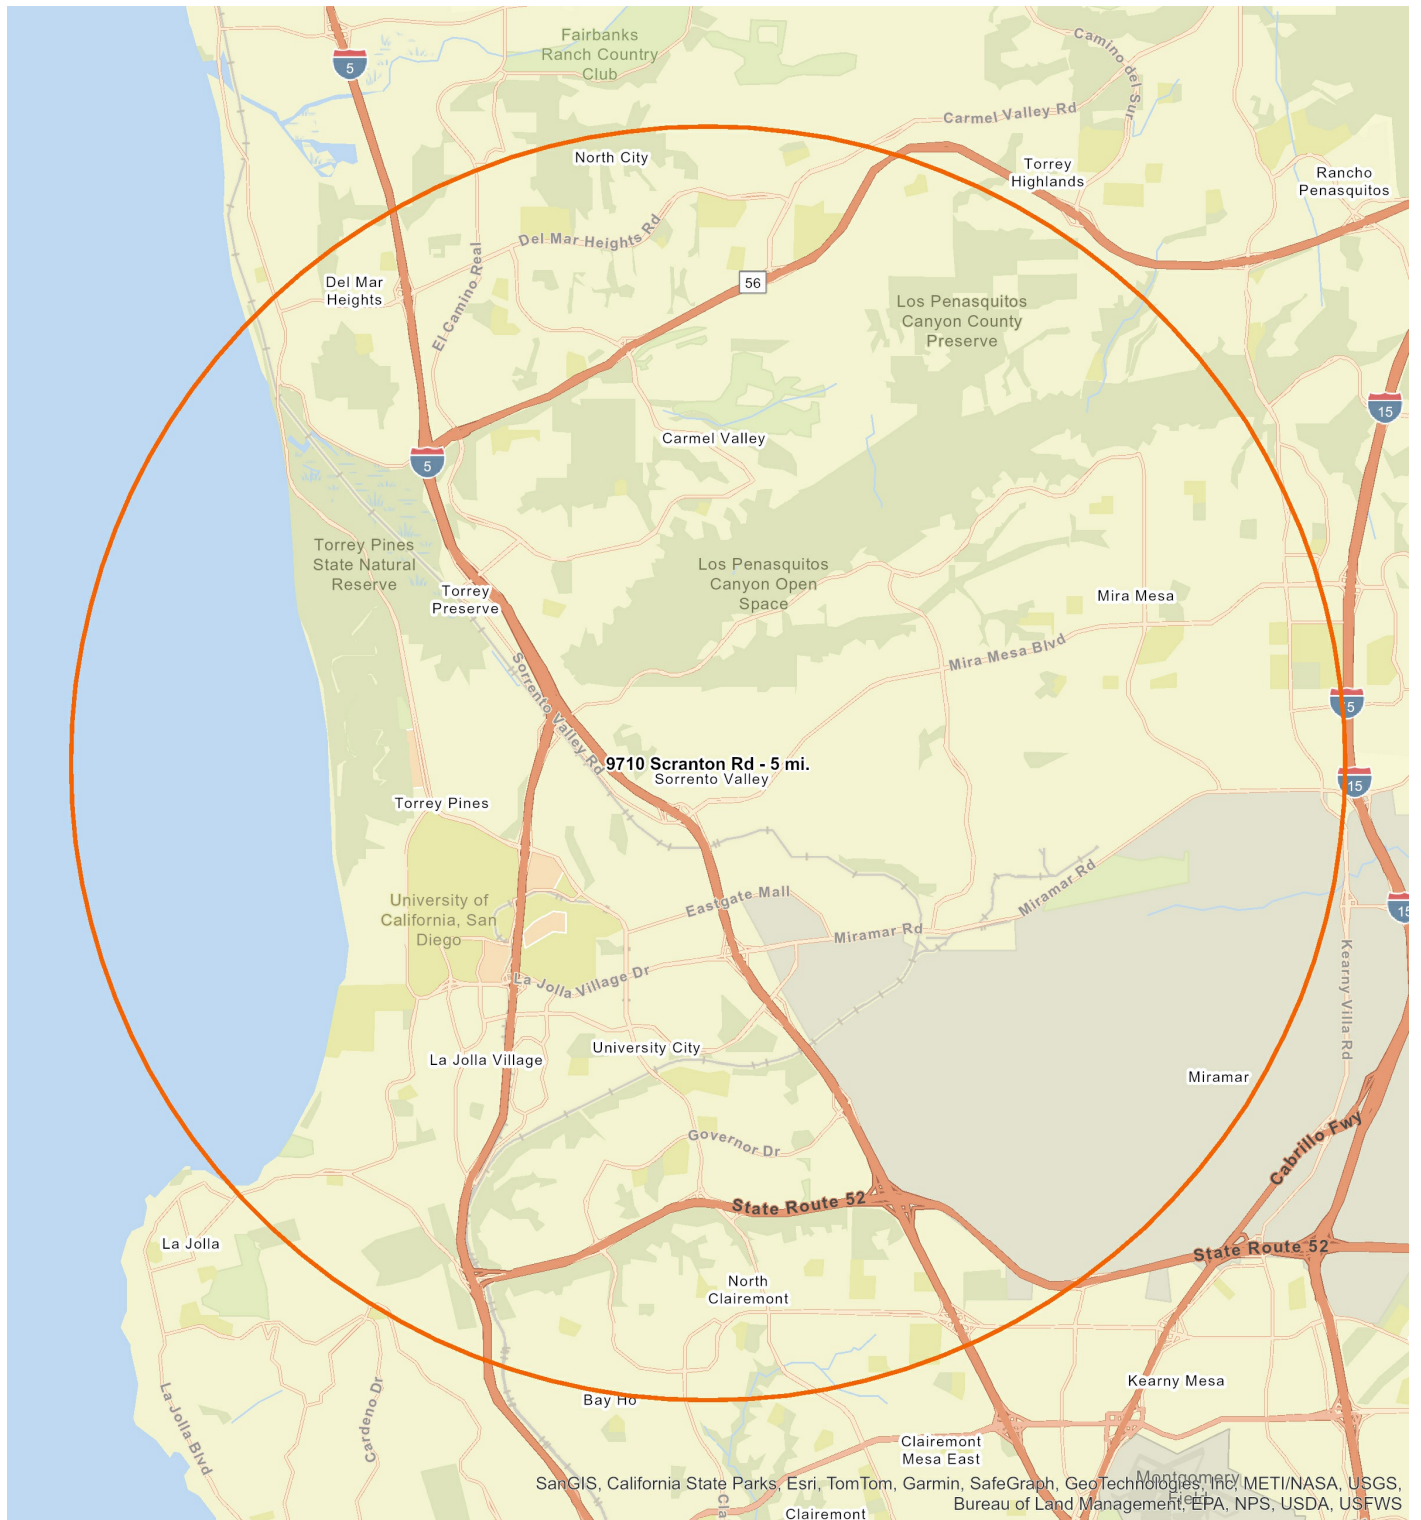 Fairbanks
Ranch Country
Club
5
Camino del Sur
Carmel Valley Rd
North City
Torrey
Highlands
Rancho
Penasquitos
Del Mar Heights Rd
El Camino Real
Del Mar
Heights
56
Los Penasquitos
Canyon County
Preserve
15
Carmel Valley
5
Torrey Pines
State Natural
Reserve
Los Penasquitos
Canyon Open
Space
Torrey
Preserve
Mira Mesa
Mira Mesa Blvd
Sorrento Valley Rd
15
9710 Scranton Rd - 5 mi.
Sorrento Valley
15
Torrey Pines
University of
California, San
Diego
Eastgate Mall
Miramar Rd
Miramar Rd
15
La Jolla Village Dr
Kearny Villa Rd
University City
La Jolla Village
Miramar
Governor Dr
Cabrillo Fwy
State Route 52
State Route 52
La Jolla
North
Clairemont
Bay Ho
Kearny Mesa
La Jolla Blvd
Cardeno Dr
Clairemont
Mesa East
Montgomery
Field
SanGIS, California State Parks, Esri, TomTom, Garmin, SafeGraph, GeoTechnologies, Inc, METI/NASA, USGS,
Bureau of Land Management, EPA, NPS, USDA, USFWS
Cla
Clairemont